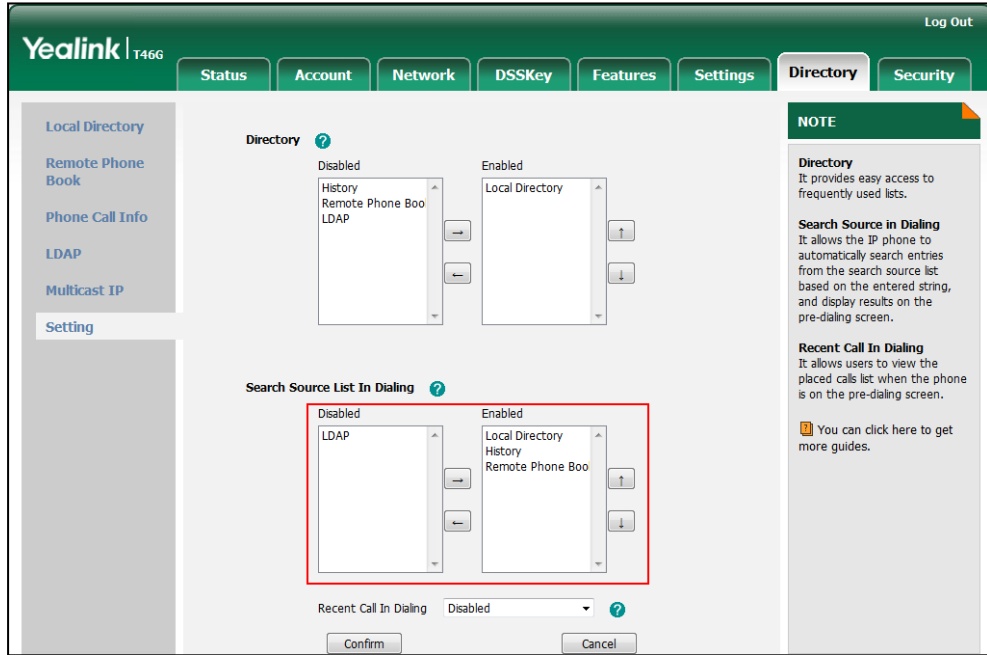 Log Out
Yealink | T46G
Status Account Network DSSKey Features Settings Directory Security
Local Directory
Remote Phone
Book
Phone Call Info
LDAP
Multicast IP
Setting
Directory ?
Disabled Enabled
History
Remote Phone Boo
LDAP
Local Directory
→ ↑
← ↓
Search Source List In Dialing ?
Disabled Enabled
LDAP
Local Directory
History
Remote Phone Boo
→ ↑
← ↓
Recent Call In Dialing Disabled ?
Confirm Cancel
NOTE
Directory
It provides easy access to
frequently used lists.
Search Source in Dialing
It allows the IP phone to
automatically search entries
from the search source list
based on the entered string,
and display results on the
pre-dialing screen.
Recent Call In Dialing
It allows users to view the
placed calls list when the phone
is on the pre-dialing screen.
? You can click here to get
more guides.